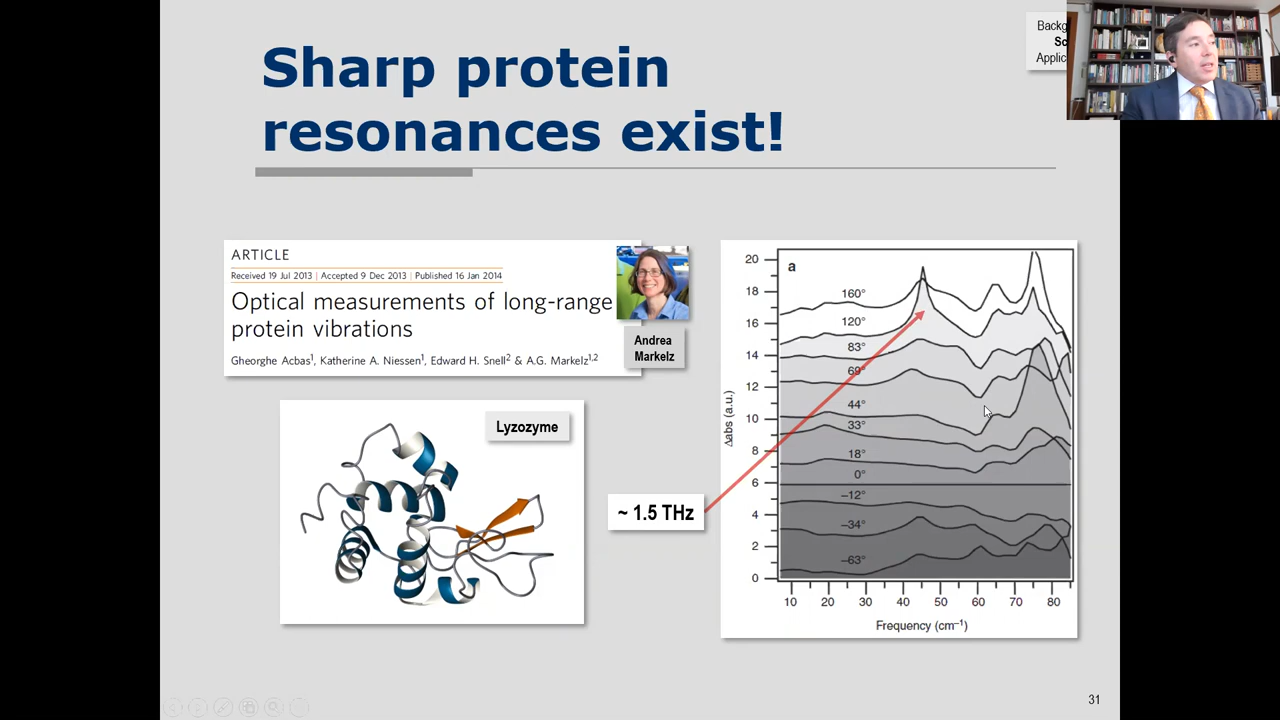 Sharp protein
resonances exist!
Backg
Sc
Applic
ARTICLE
Received 19 Jul 2013 | Accepted 9 Dec 2013 | Published 16 Jan 2014
Optical measurements of long-range
protein vibrations
Gheorghe Acbas¹, Katherine A. Niessen¹, Edward H. Snell² & A.G. Markelz¹,²
Andrea
Markelz
Lyzozyme
~ 1.5 THz
a
20
18
16
14
12
10
8
6
4
2
0
Δabs (a.u.)
160°
120°
83°
69°
44°
33°
18°
0°
–12°
–34°
–63°
10 20 30 40 50 60 70 80
Frequency (cm⁻¹)
31